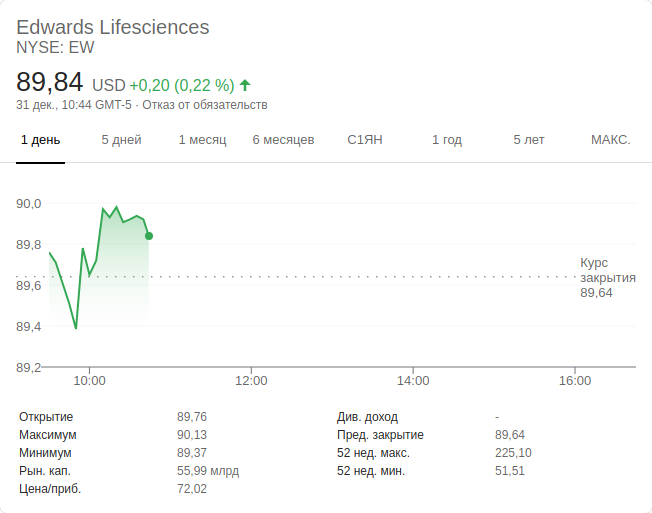 Edwards Lifesciences
NYSE: EW
89,84 USD +0,20 (0,22 %)
31 дек., 10:44 GMT-5 · Отказ от обязательств
1 день 5 дней 1 месяц 6 месяцев С1ЯН 1 год 5 лет МАКС.
90,0
89,8
89,6
89,4
89,2
Курс
закрытия
89,64
10:00 12:00 14:00 16:00
Открытие 89,76
Максимум 90,13
Минимум 89,37
Рын. кап. 55,99 млрд
Цена/приб. 72,02
Див. доход -
Пред. закрытие 89,64
52 нед. макс. 225,10
52 нед. мин. 51,51